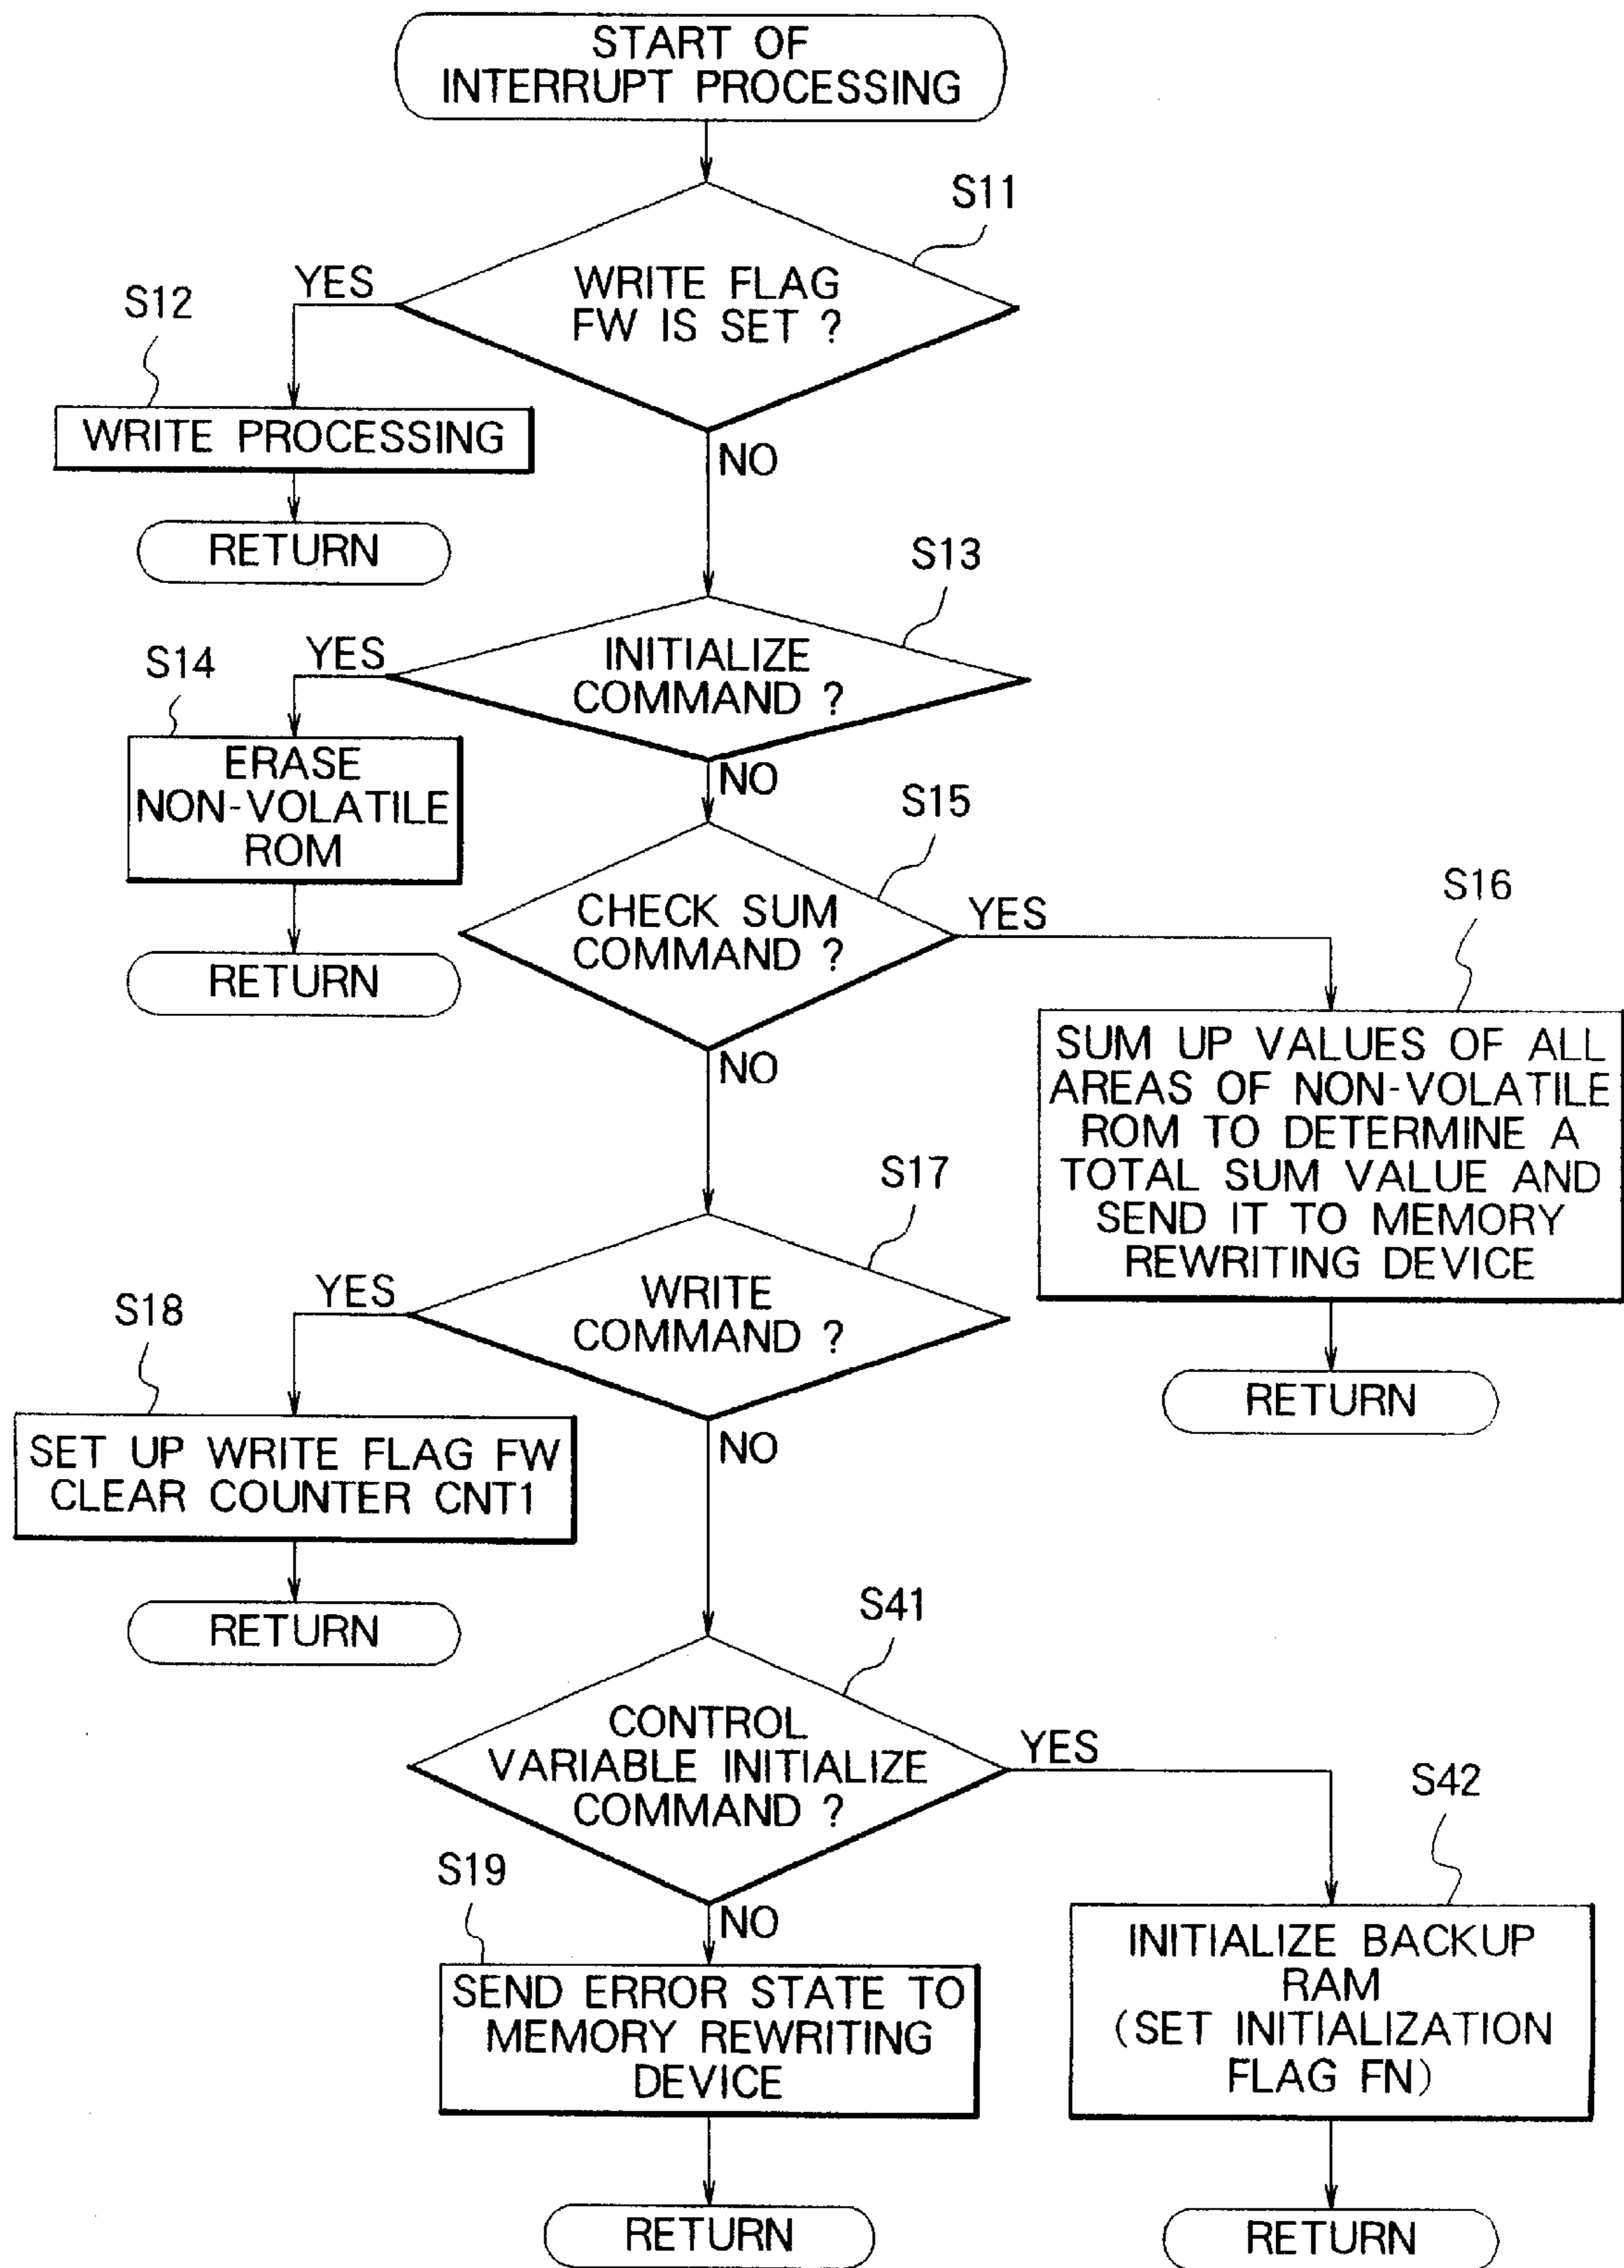 START OF
INTERRUPT PROCESSING
S11
WRITE FLAG
FW IS SET ?
YES
S12
WRITE PROCESSING
RETURN
NO
S13
INITIALIZE
COMMAND ?
YES
S14
ERASE
NON-VOLATILE
ROM
RETURN
NO
S15
CHECK SUM
COMMAND ?
YES
S16
SUM UP VALUES OF ALL
AREAS OF NON-VOLATILE
ROM TO DETERMINE A
TOTAL SUM VALUE AND
SEND IT TO MEMORY
REWRITING DEVICE
RETURN
NO
S17
WRITE
COMMAND ?
YES
S18
SET UP WRITE FLAG FW
CLEAR COUNTER CNT1
RETURN
NO
S41
CONTROL
VARIABLE INITIALIZE
COMMAND ?
YES
S42
INITIALIZE BACKUP
RAM
(SET INITIALIZATION
FLAG FN)
RETURN
NO
S19
SEND ERROR STATE TO
MEMORY REWRITING
DEVICE
RETURN